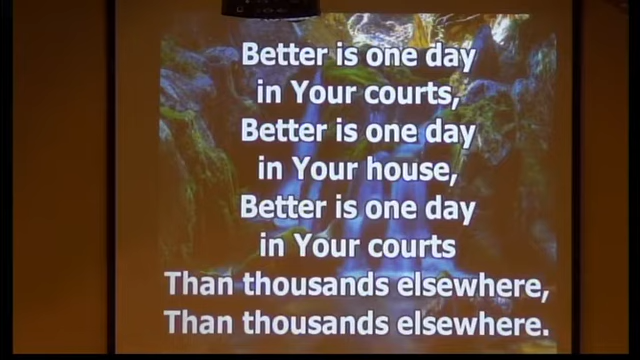 Better is one day
in Your courts,
Better is one day
in Your house,
Better is one day
in Your courts
Than thousands elsewhere,
Than thousands elsewhere.